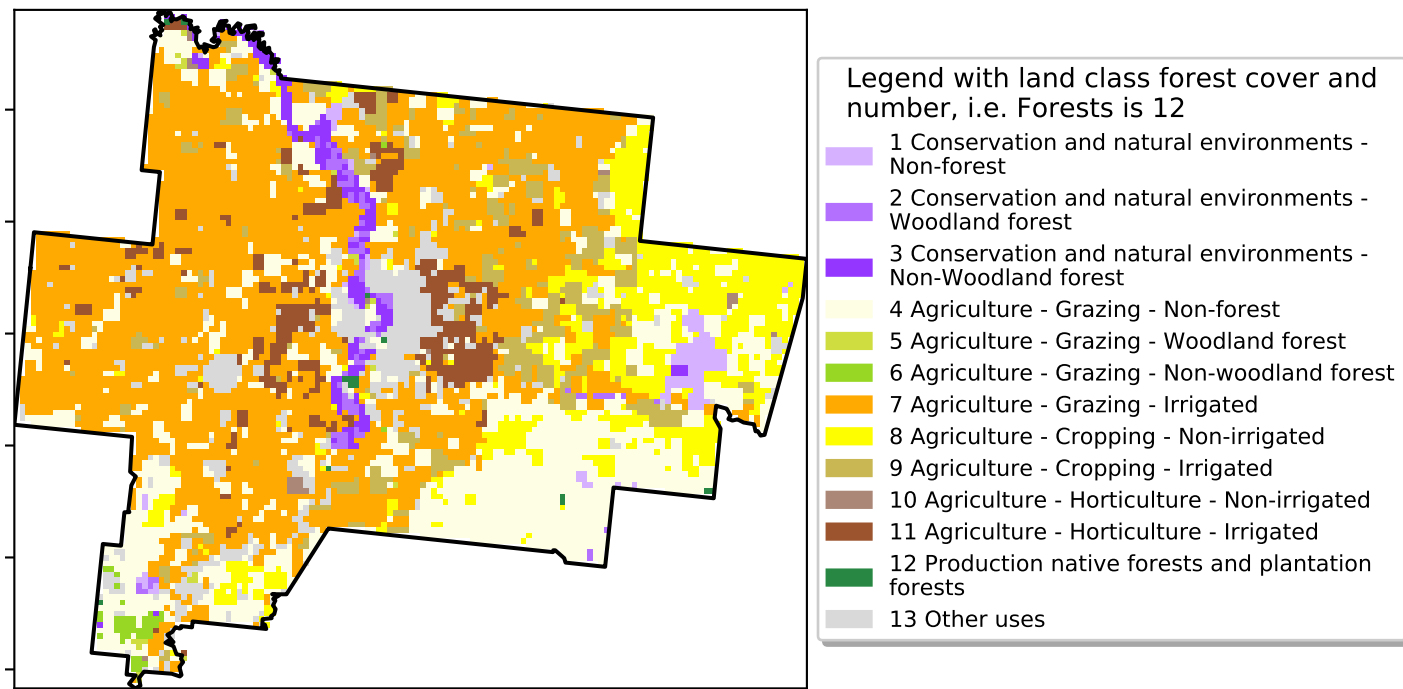 Legend with land class forest cover and
number, i.e. Forests is 12
1 Conservation and natural environments -
Non-forest
2 Conservation and natural environments -
Woodland forest
3 Conservation and natural environments -
Non-Woodland forest
4 Agriculture - Grazing - Non-forest
5 Agriculture - Grazing - Woodland forest
6 Agriculture - Grazing - Non-woodland forest
7 Agriculture - Grazing - Irrigated
8 Agriculture - Cropping - Non-irrigated
9 Agriculture - Cropping - Irrigated
10 Agriculture - Horticulture - Non-irrigated
11 Agriculture - Horticulture - Irrigated
12 Production native forests and plantation
forests
13 Other uses